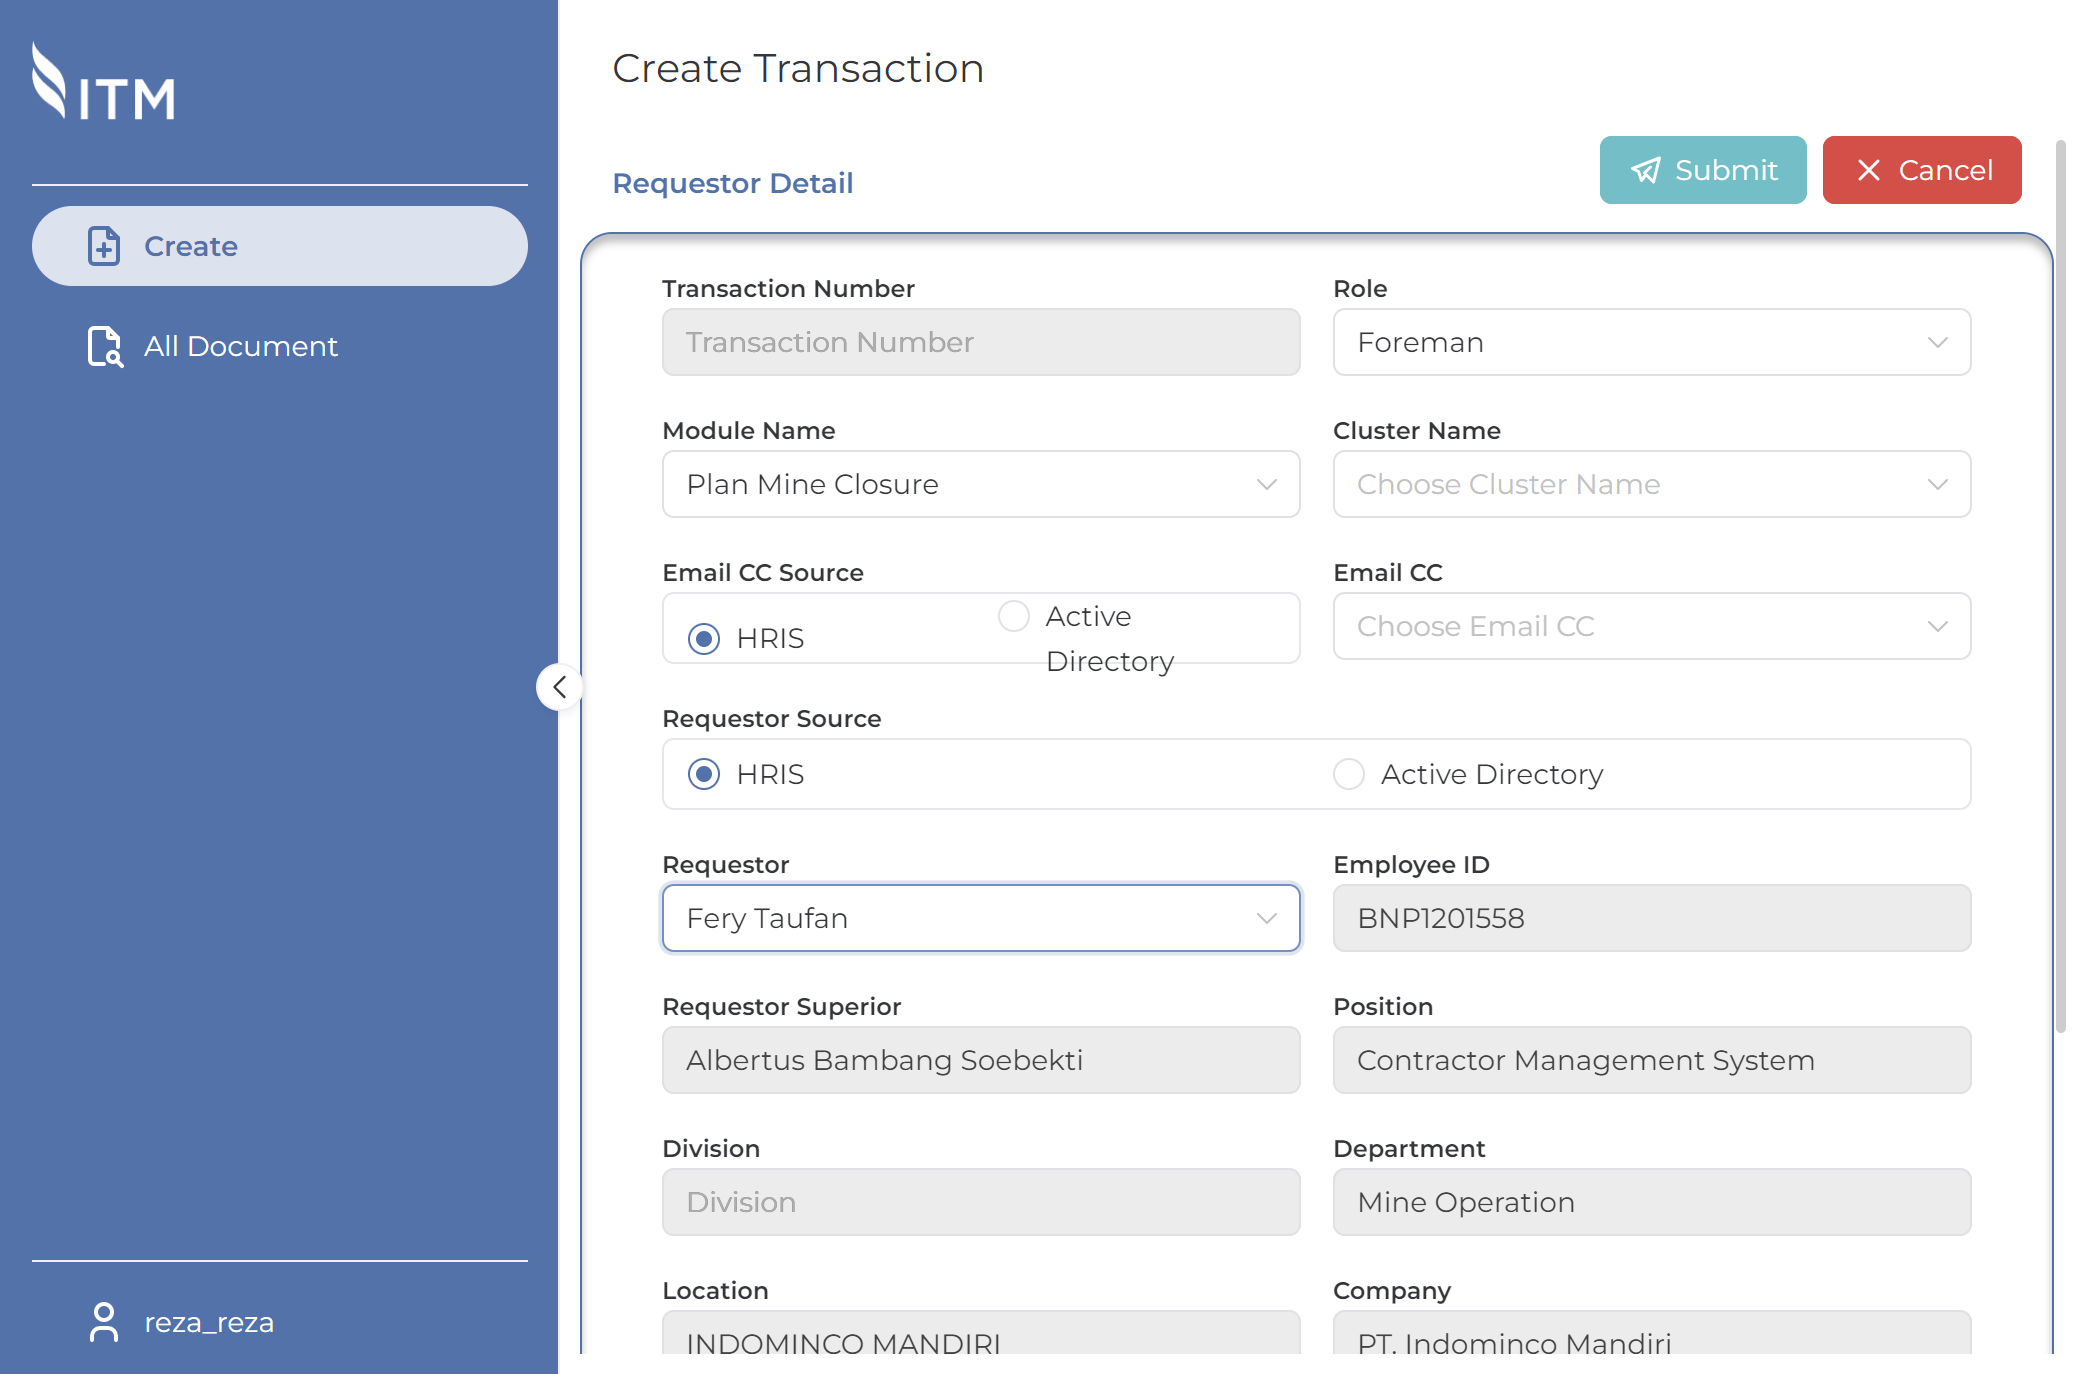 ITM
Create
All Document
reza_reza
Create Transaction
Requestor Detail
Submit
Cancel
Transaction Number
Transaction Number
Role
Foreman
Module Name
Plan Mine Closure
Cluster Name
Choose Cluster Name
Email CC Source
HRIS
Active
Directory
Email CC
Choose Email CC
Requestor Source
HRIS
Active Directory
Requestor
Fery Taufan
Employee ID
BNP1201558
Requestor Superior
Albertus Bambang Soebekti
Position
Contractor Management System
Division
Division
Department
Mine Operation
Location
INDOMINCO MANDIRI
Company
PT. Indominco Mandiri